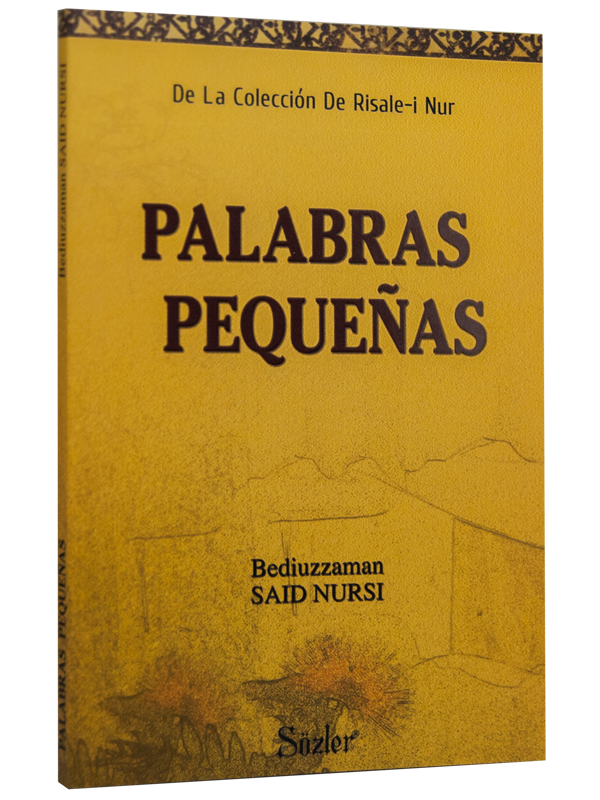 De La Colección De Risale-i Nur
PALABRAS
PEQUEÑAS
Bediuzzaman
SAID NURSI
Sözler
Bediuzzaman SAID NURSI
PALABRAS PEQUEÑAS